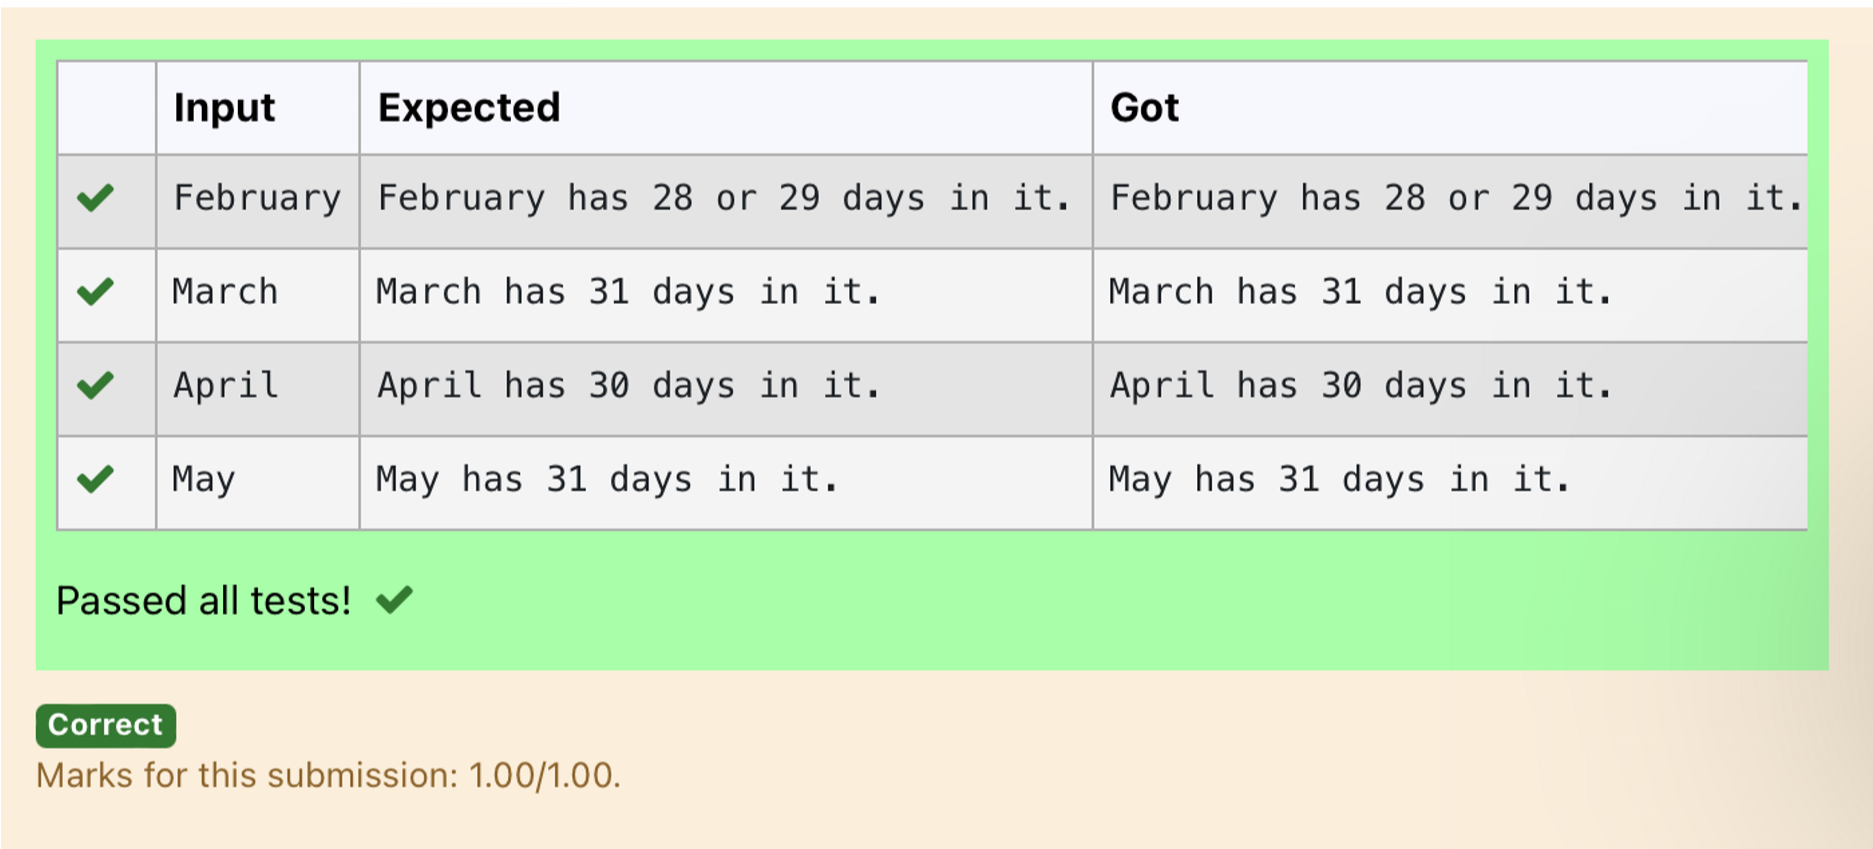 Input Expected Got
February February has 28 or 29 days in it. February has 28 or 29 days in it.
March March has 31 days in it. March has 31 days in it.
April April has 30 days in it. April has 30 days in it.
May May has 31 days in it. May has 31 days in it.
Passed all tests!
Correct
Marks for this submission: 1.00/1.00.